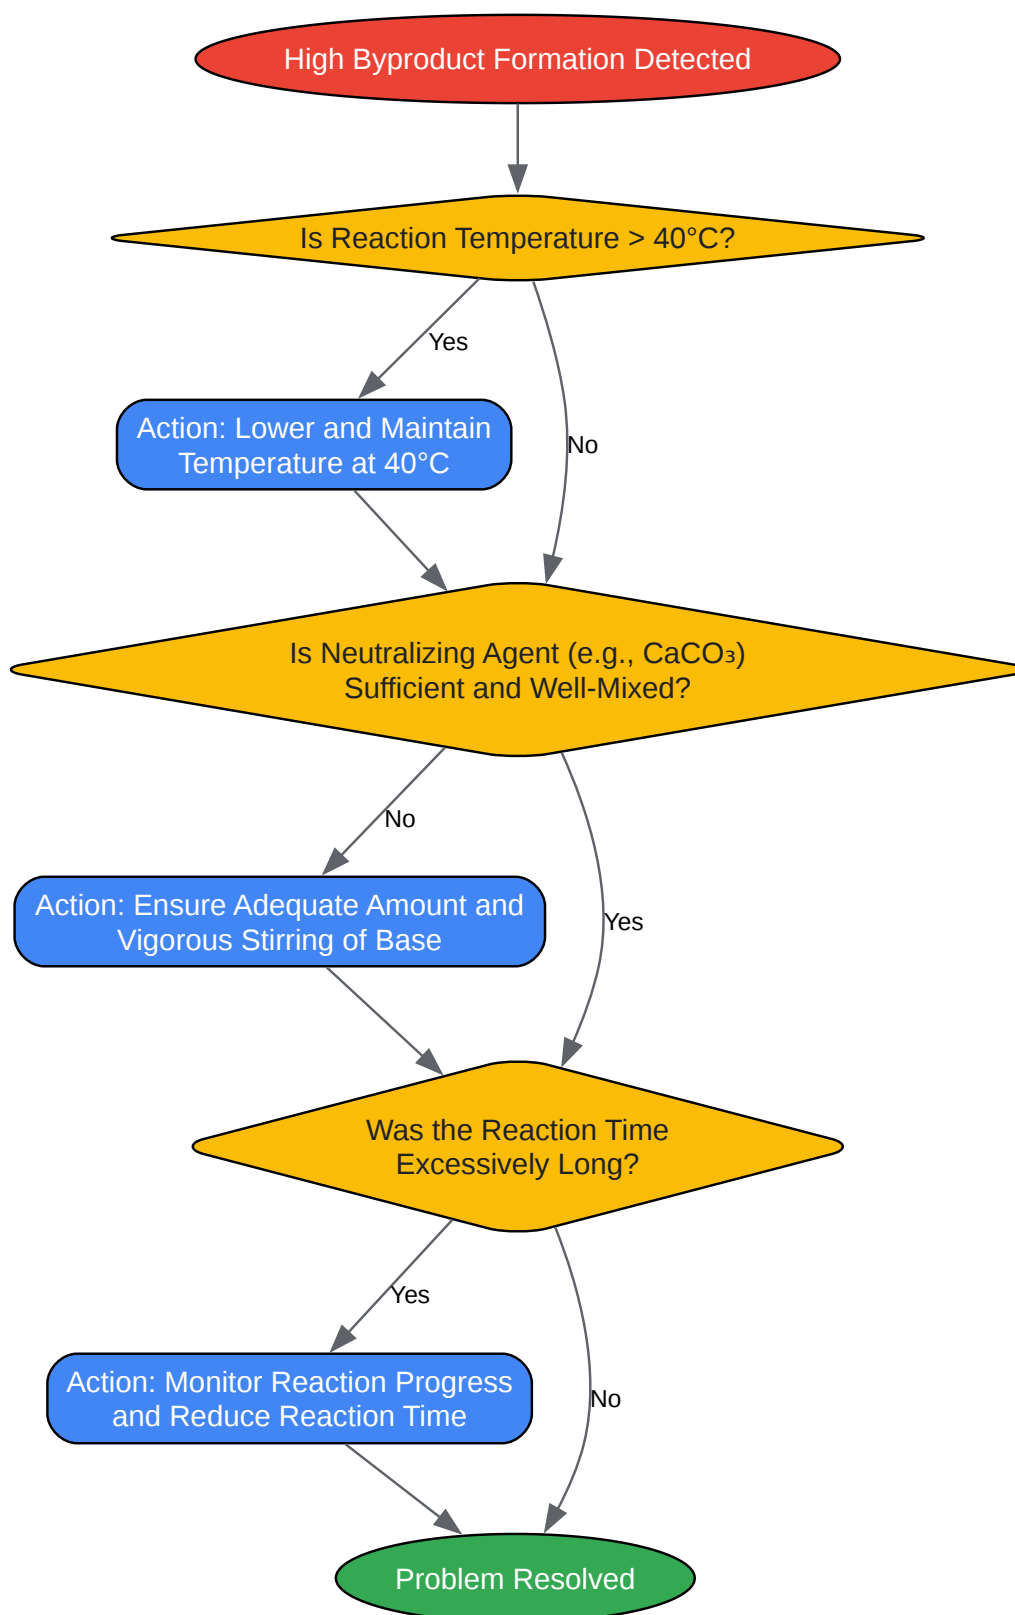 High Byproduct Formation Detected
Is Reaction Temperature > 40°C?
Yes
Action: Lower and Maintain
Temperature at 40°C
No
Is Neutralizing Agent (e.g., CaCO₃)
Sufficient and Well-Mixed?
No
Action: Ensure Adequate Amount and
Vigorous Stirring of Base
Yes
Was the Reaction Time
Excessively Long?
Yes
Action: Monitor Reaction Progress
and Reduce Reaction Time
No
Problem Resolved